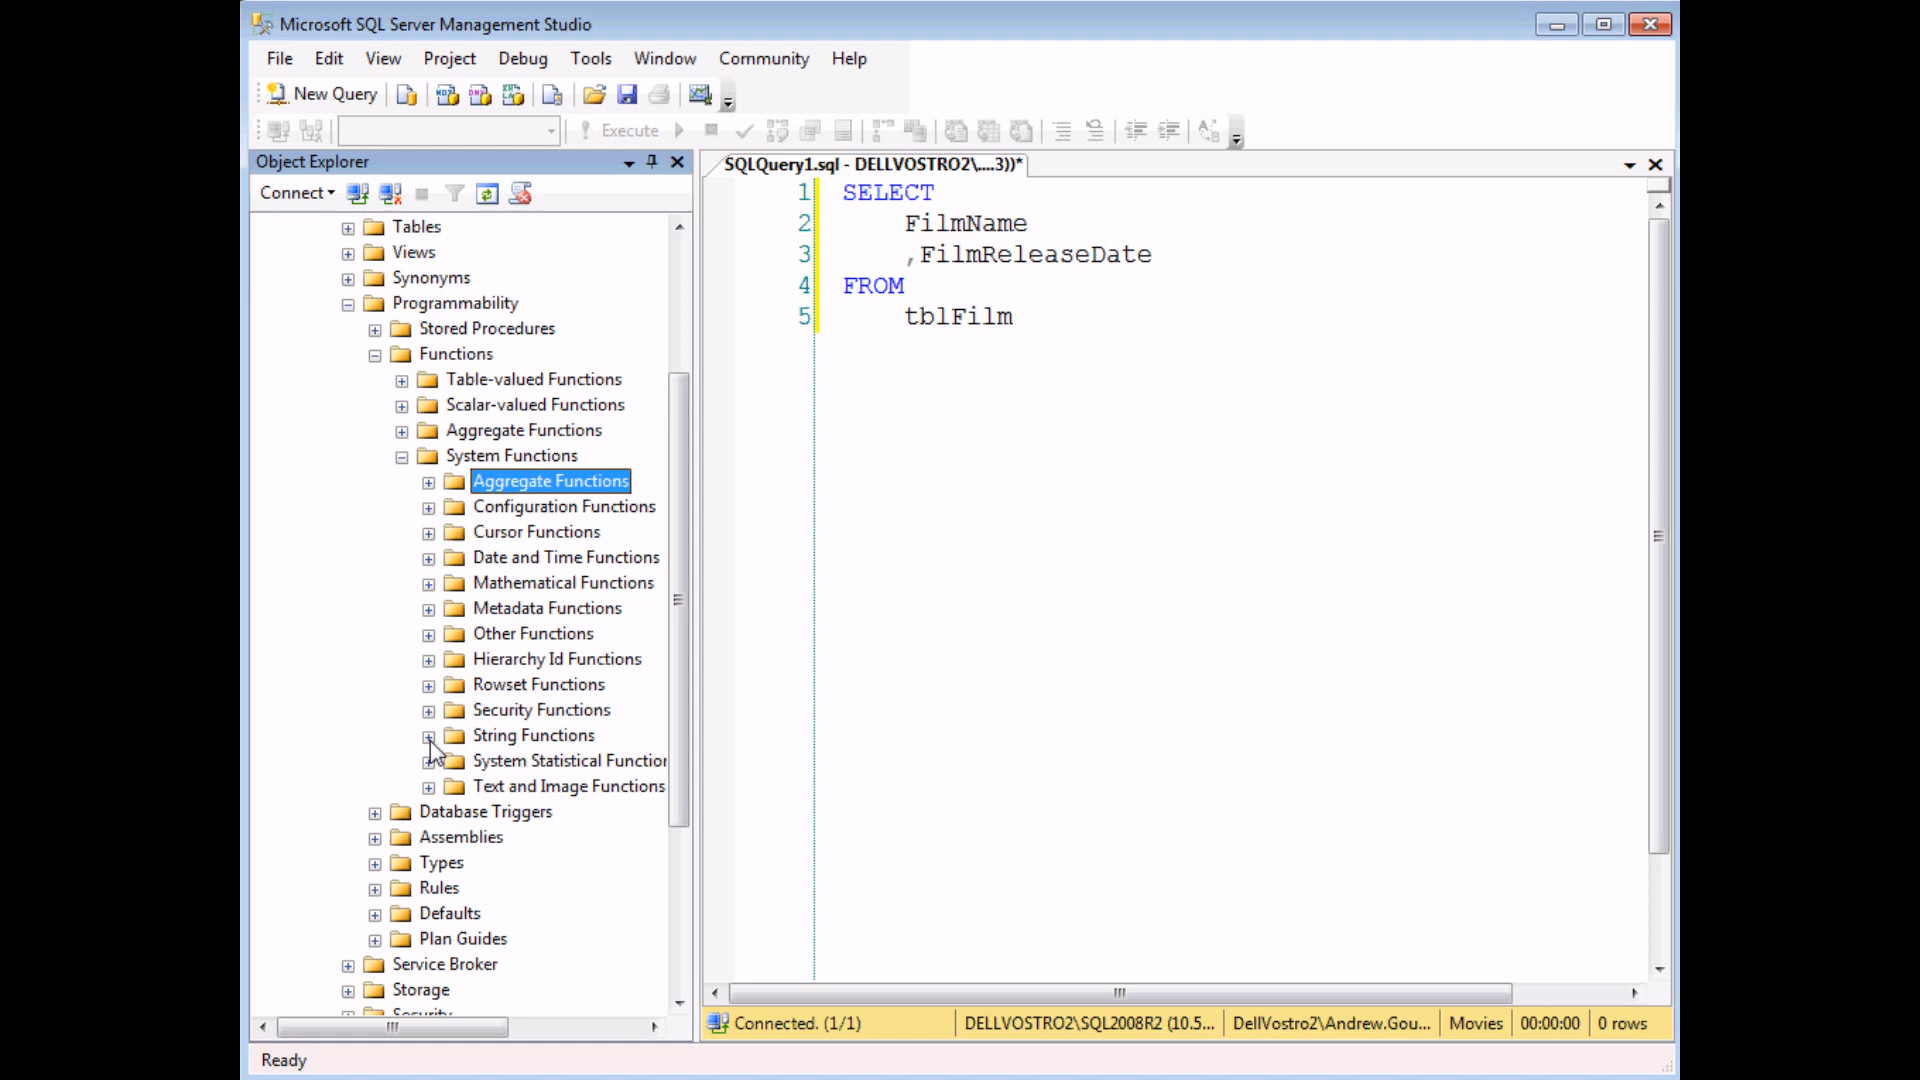 Microsoft SQL Server Management Studio
File Edit View Project Debug Tools Window Community Help
New Query
Execute
Object Explorer
SQLQuery1.sql - DELLVOSTRO2\....3))*
Connect
Tables
Views
Synonyms
Programmability
Stored Procedures
Functions
Table-valued Functions
Scalar-valued Functions
Aggregate Functions
System Functions
Aggregate Functions
Configuration Functions
Cursor Functions
Date and Time Functions
Mathematical Functions
Metadata Functions
Other Functions
Hierarchy Id Functions
Rowset Functions
Security Functions
String Functions
System Statistical Function
Text and Image Functions
Database Triggers
Assemblies
Types
Rules
Defaults
Plan Guides
Service Broker
Storage
Security
1 SELECT
2 FilmName
3 ,FilmReleaseDate
4 FROM
5 tblFilm
Connected. (1/1) DELLVOSTRO2\SQL2008R2 (10.5... DellVostro2\Andrew.Gou... Movies 00:00:00 0 rows
Ready